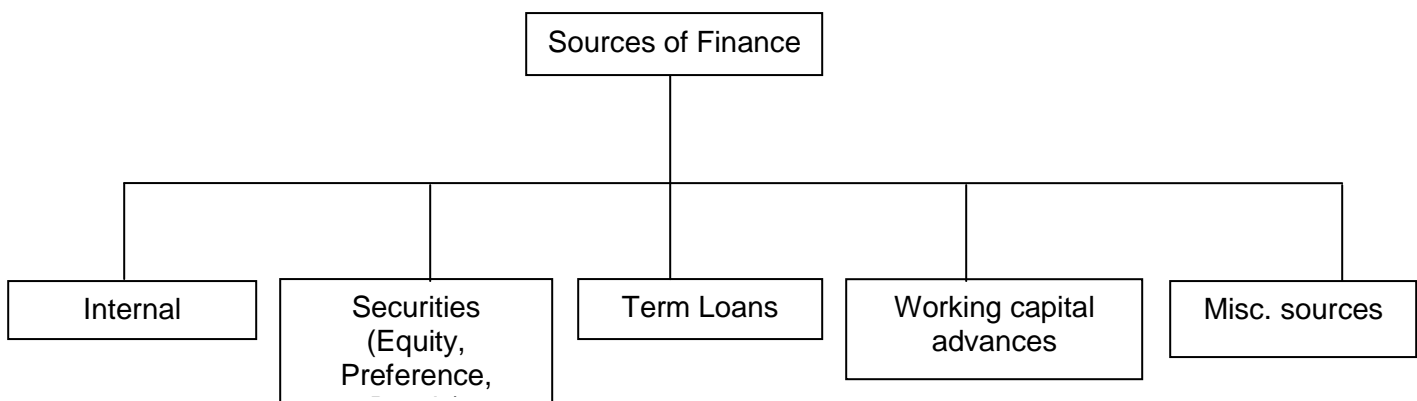 Sources of Finance
Internal
Securities
(Equity,
Preference,
Term Loans
Working capital
advances
Misc. sources